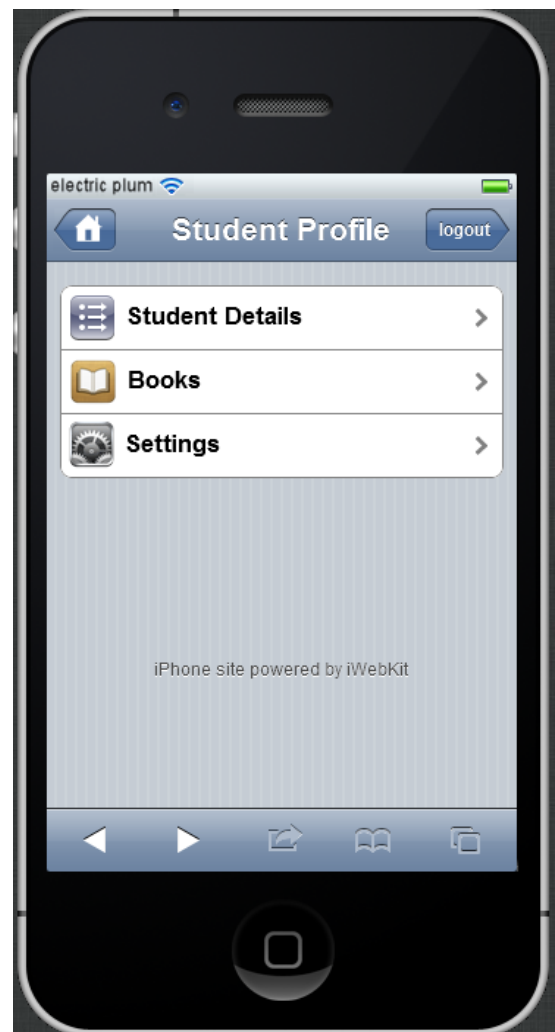 electric plum
Student Profile
logout
Student Details
Books
Settings
iPhone site powered by iWebKit